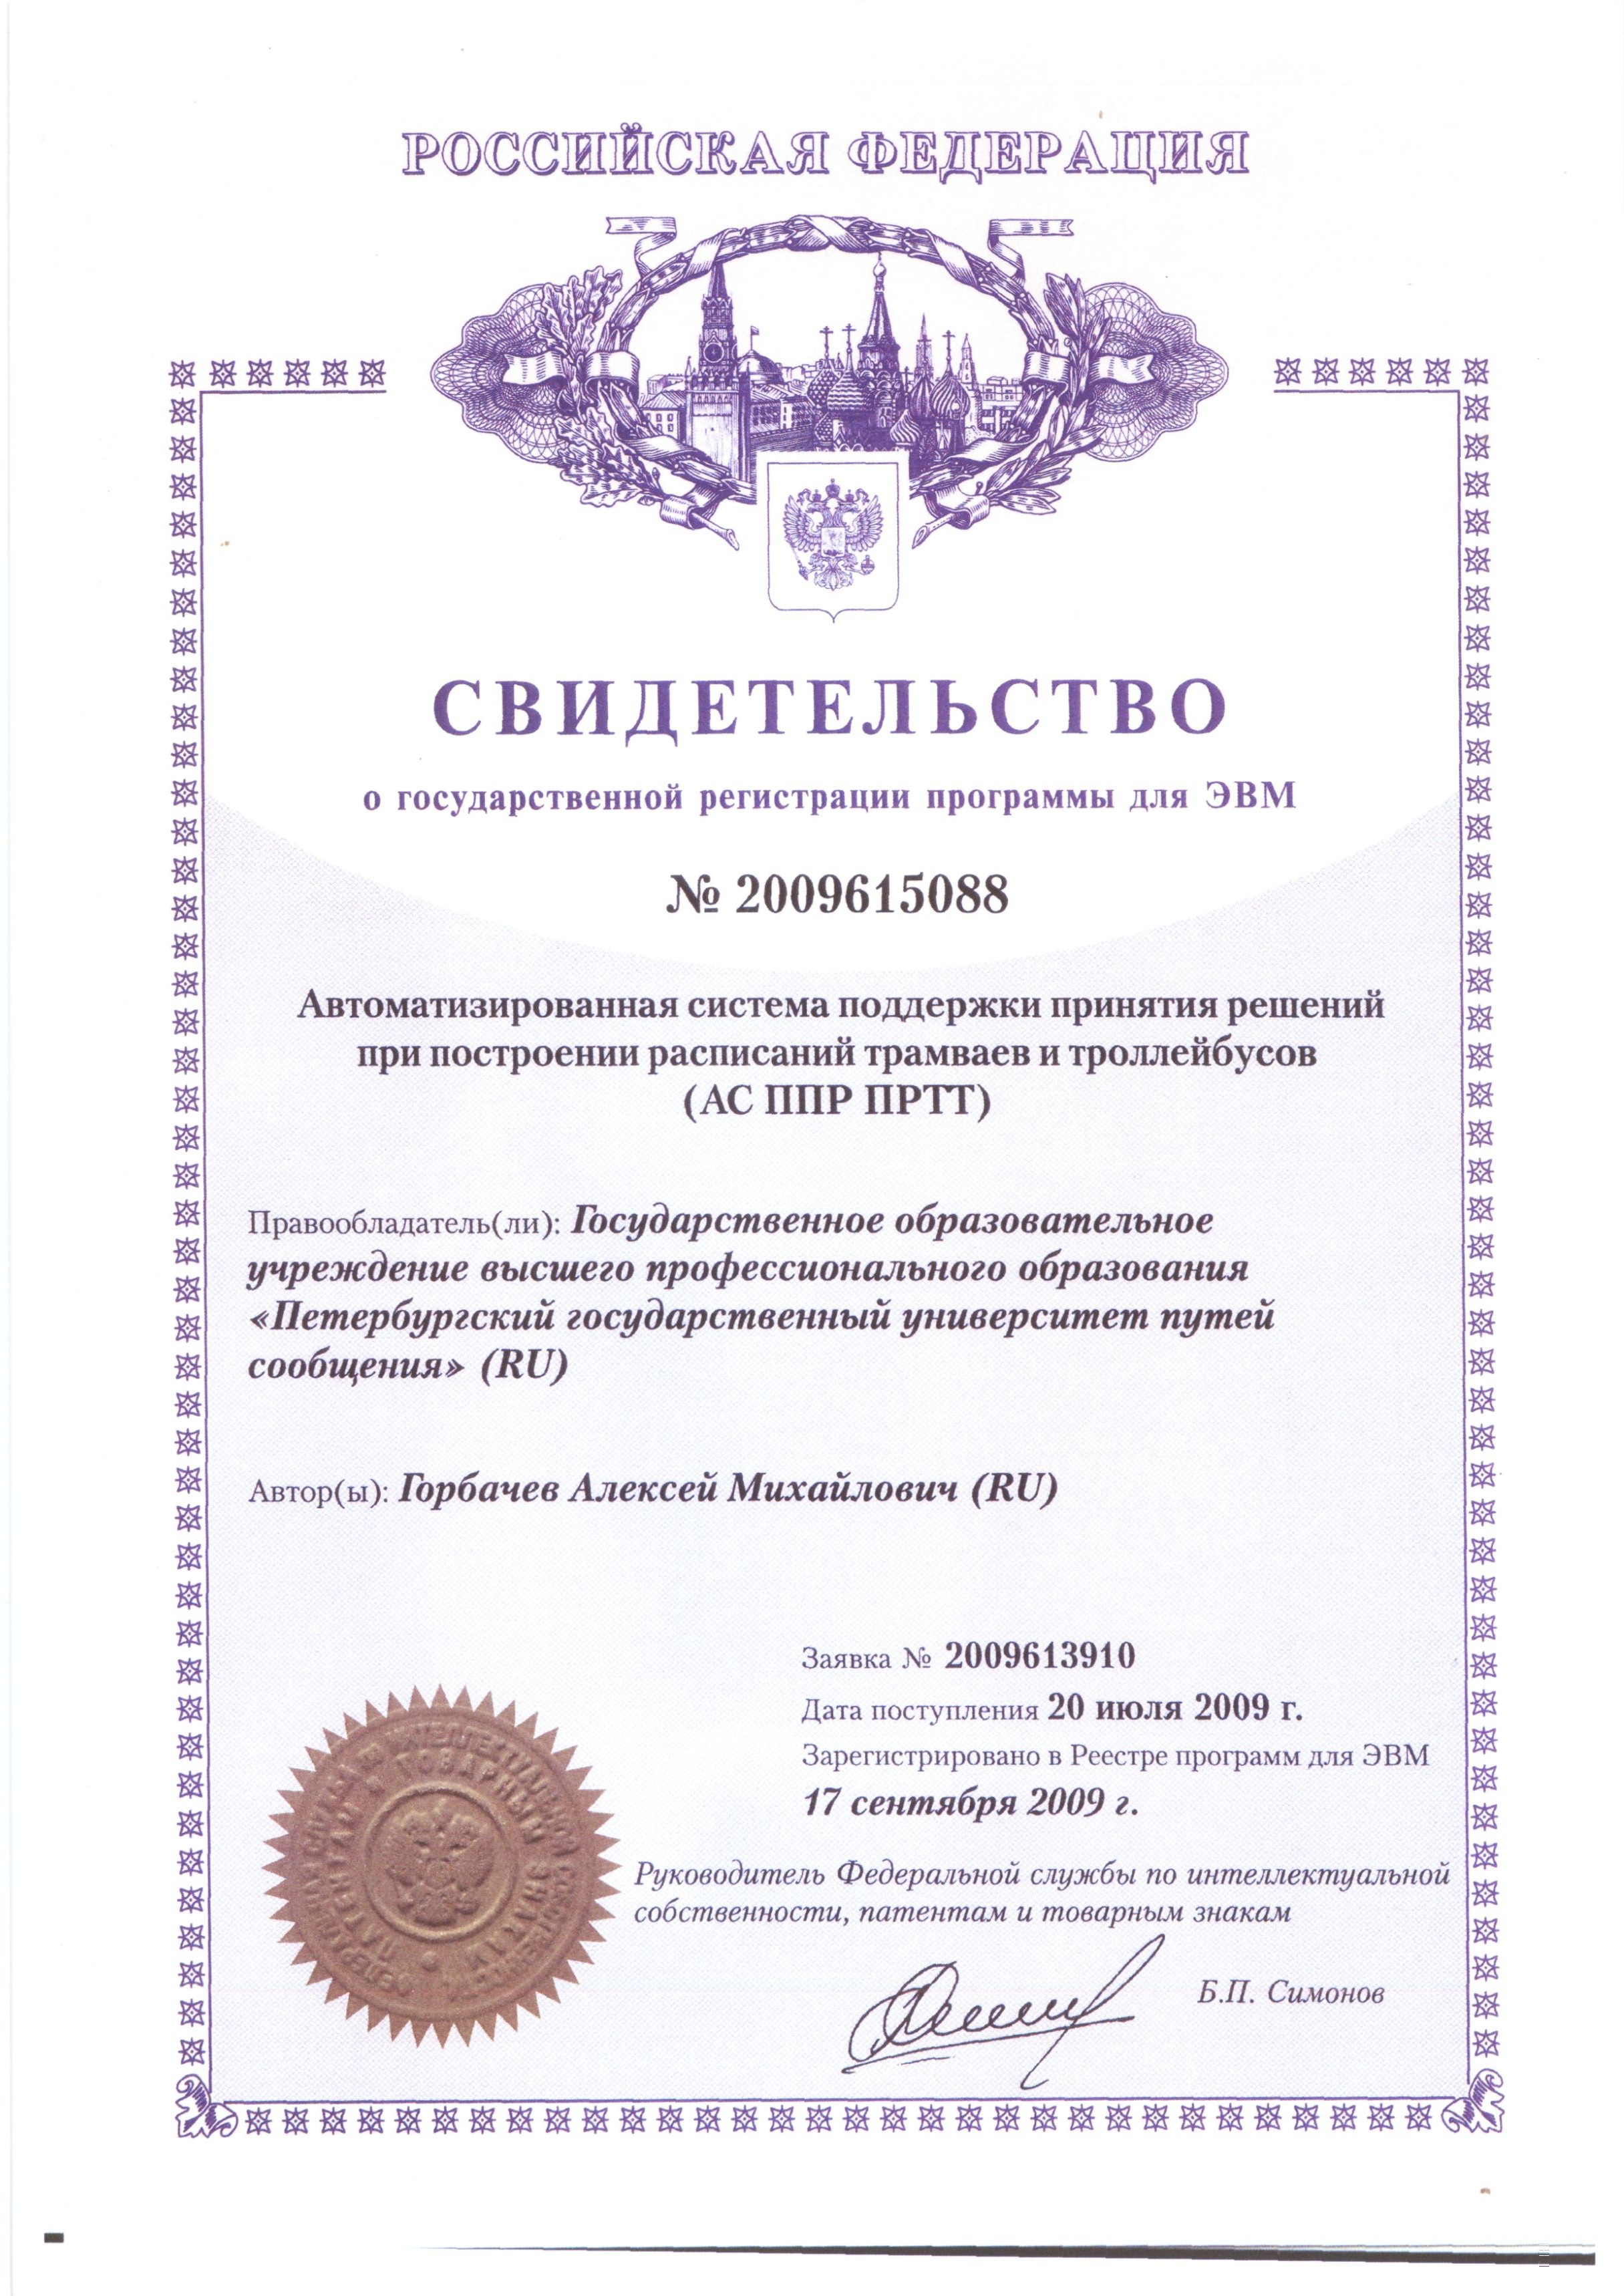 РОССИЙСКАЯ ФЕДЕРАЦИЯ
СВИДЕТЕЛЬСТВО
о государственной регистрации программы для ЭВМ
№ 2009615088
Автоматизированная система поддержки принятия решений
при построении расписаний трамваев и троллейбусов
(АС ППР ПРТТ)
Правообладатель(ли): Государственное образовательное
учреждение высшего профессионального образования
«Петербургский государственный университет путей
сообщения» (RU)
Автор(ы): Горбачев Алексей Михайлович (RU)
Заявка № 2009613910
Дата поступления 20 июля 2009 г.
Зарегистрировано в Реестре программ для ЭВМ
17 сентября 2009 г.
Руководитель Федеральной службы по интеллектуальной
собственности, патентам и товарным знакам
Б.П. Симонов